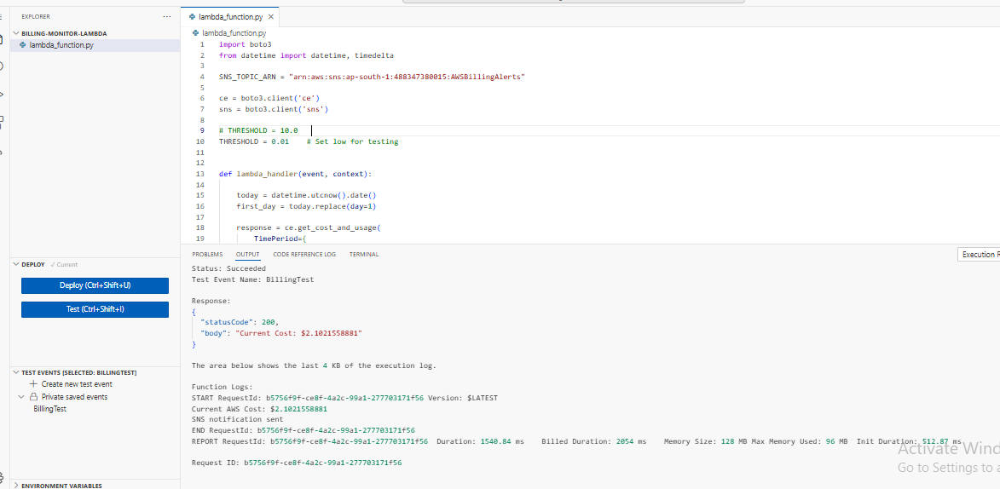 EXPLORER
BILLING-MONITOR-LAMBDA
lambda_function.py
DEPLOY ✓ Current
Deploy (Ctrl+Shift+U)
Test (Ctrl+Shift+I)
TEST EVENTS [SELECTED: BILLINGTEST]
Create new test event
Private saved events
BillingTest
ENVIRONMENT VARIABLES
lambda_function.py
lambda_function.py
1 import boto3
2 from datetime import datetime, timedelta
3
4 SNS_TOPIC_ARN = "arn:aws:sns:ap-south-1:488347380015:AWSBillingAlerts"
5
6 ce = boto3.client('ce')
7 sns = boto3.client('sns')
8
9 # THRESHOLD = 10.0
10 THRESHOLD = 0.01 # Set low for testing
11
12
13 def lambda_handler(event, context):
14
15 today = datetime.utcnow().date()
16 first_day = today.replace(day=1)
17
18 response = ce.get_cost_and_usage(
19 TimePeriod={
PROBLEMS OUTPUT CODE REFERENCE LOG TERMINAL
Execution R
Status: Succeeded
Test Event Name: BillingTest
Response:
{
"statusCode": 200,
"body": "Current Cost: $2.1021558881"
}
The area below shows the last 4 KB of the execution log.
Function Logs:
START RequestId: b5756f9f-ce8f-4a2c-99a1-277703171f56 Version: $LATEST
Current AWS Cost: $2.1021558881
SNS notification sent
END RequestId: b5756f9f-ce8f-4a2c-99a1-277703171f56
REPORT RequestId: b5756f9f-ce8f-4a2c-99a1-277703171f56 Duration: 1540.84 ms Billed Duration: 2054 ms Memory Size: 128 MB Max Memory Used: 96 MB Init Duration: 512.87 ms
Request ID: b5756f9f-ce8f-4a2c-99a1-277703171f56
Activate Wind
Go to Settings to a